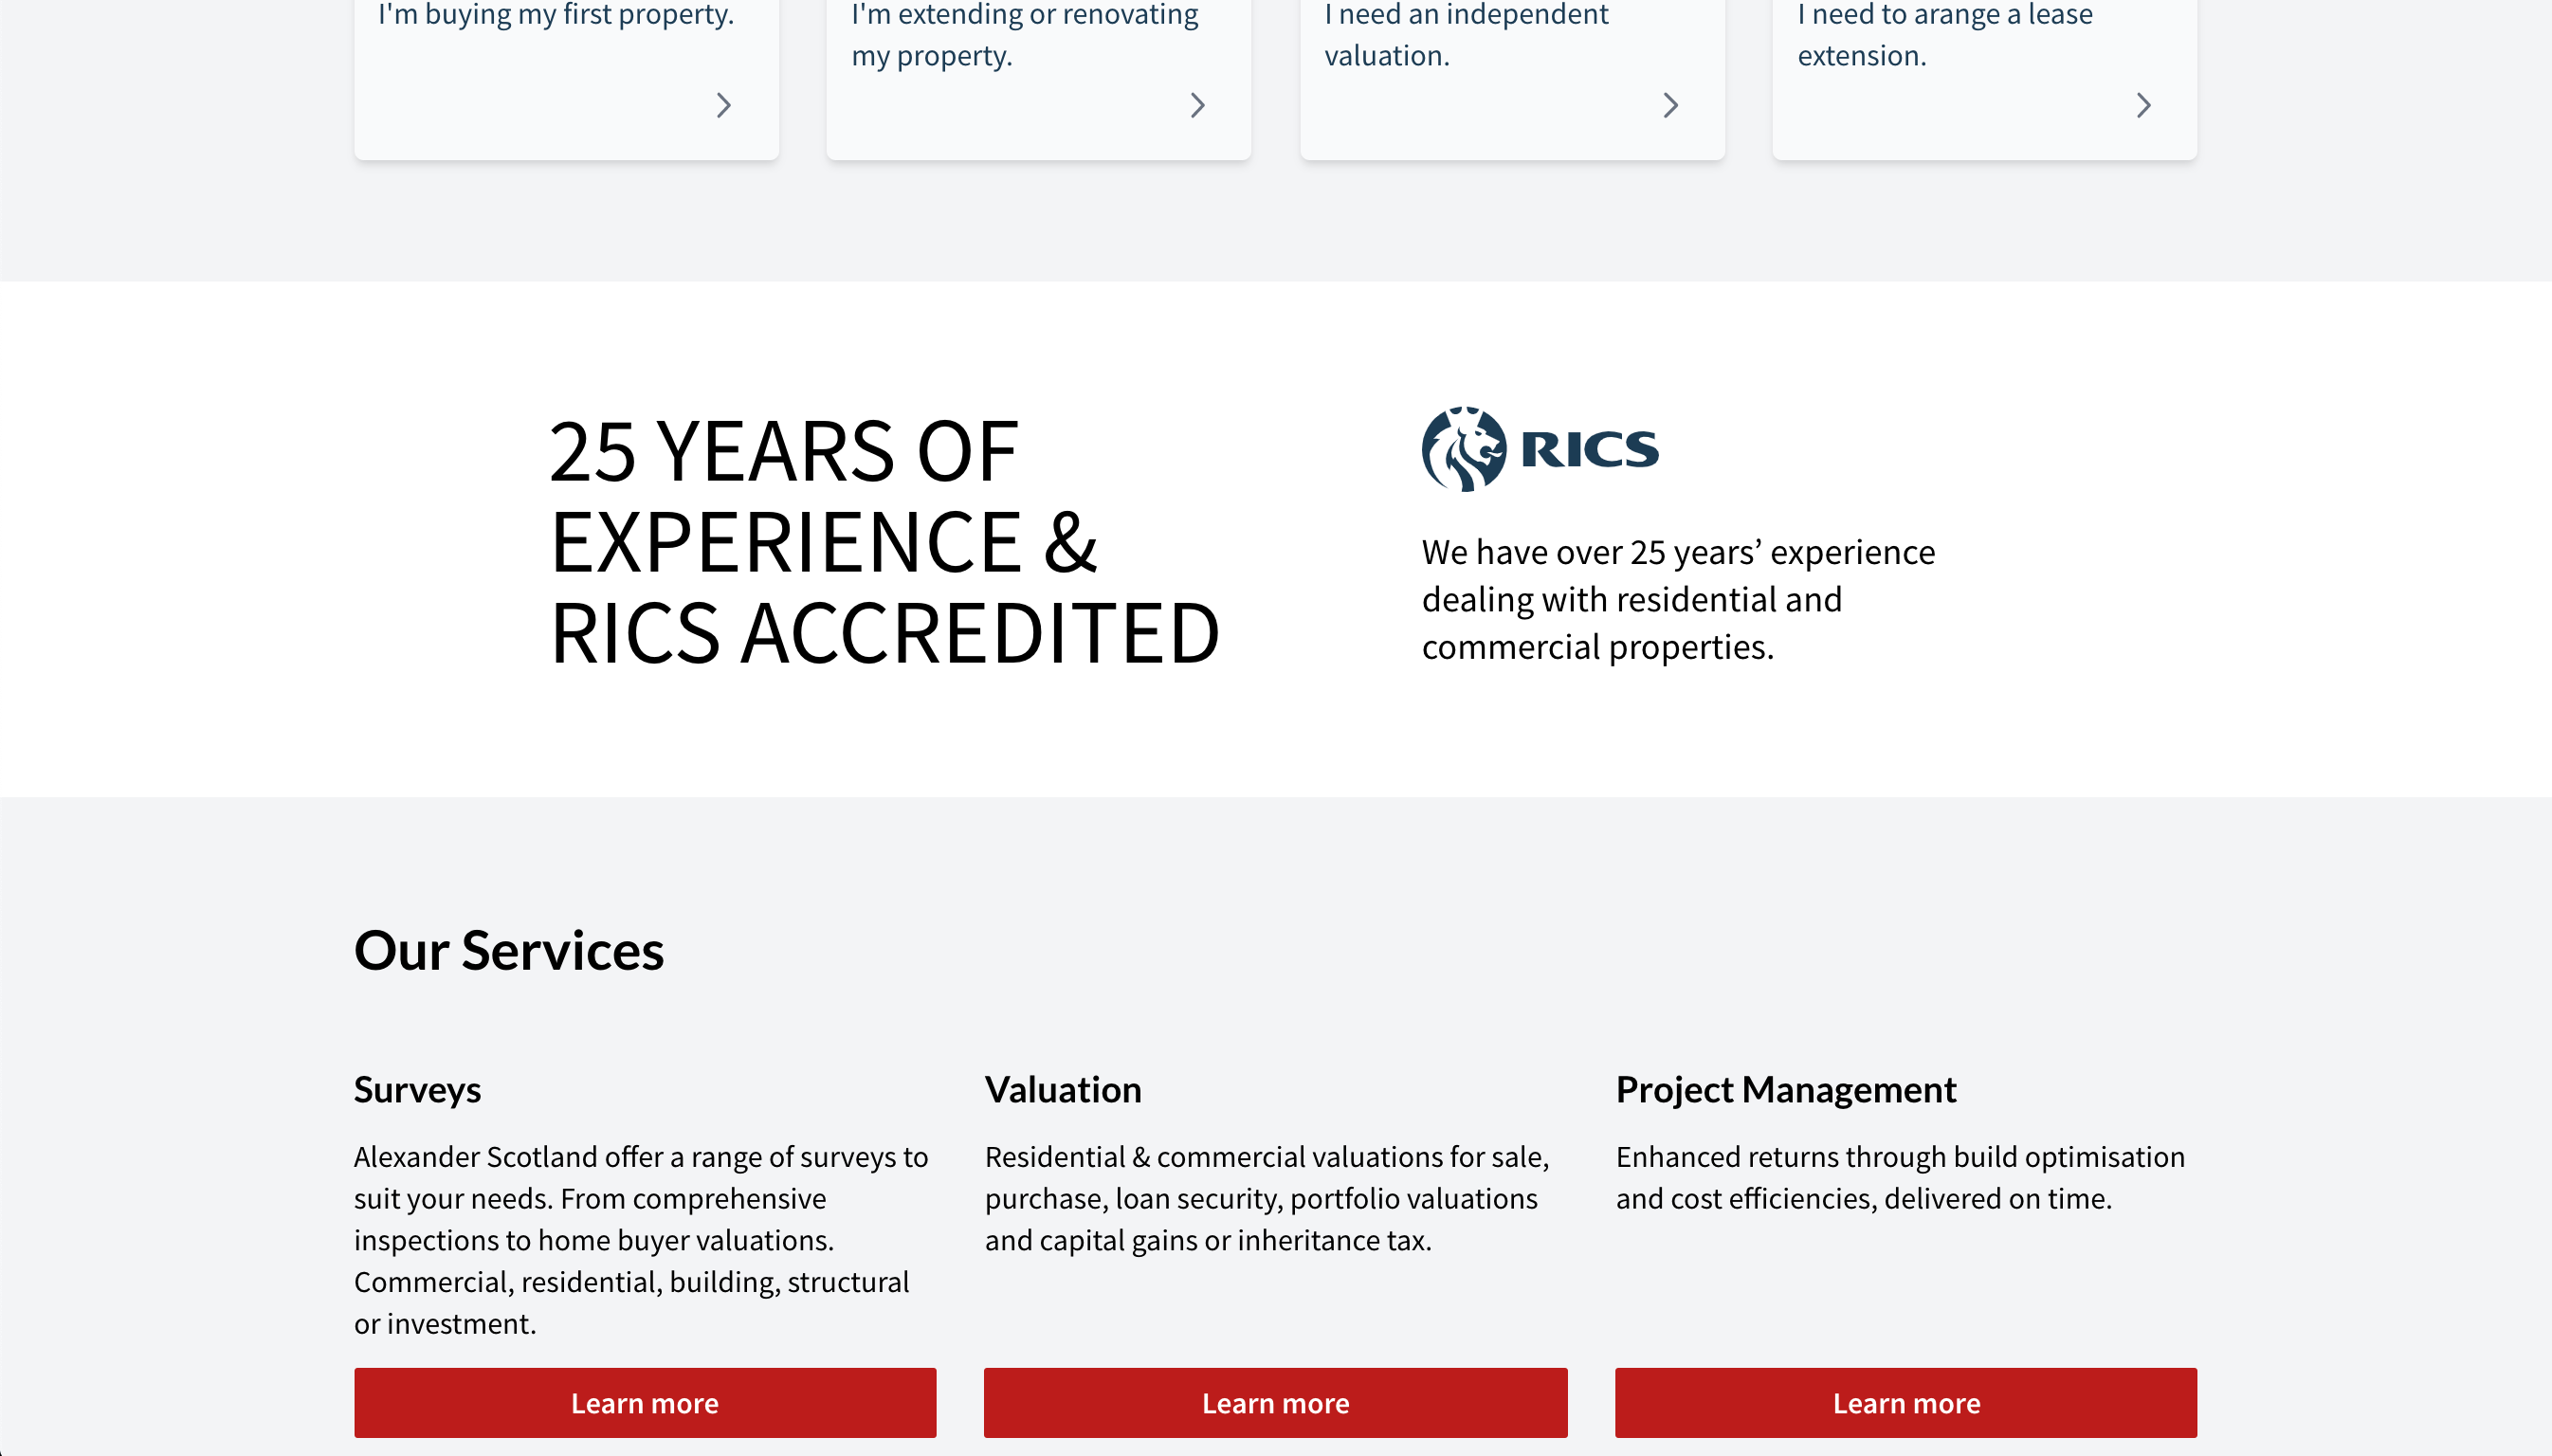 I'm buying my first property.
I'm extending or renovating
my property.
I need an independent
valuation.
I need to arange a lease
extension.
25 YEARS OF
EXPERIENCE &
RICS ACCREDITED
RICS
We have over 25 years’ experience
dealing with residential and
commercial properties.
Our Services
Surveys
Alexander Scotland offer a range of surveys to
suit your needs. From comprehensive
inspections to home buyer valuations.
Commercial, residential, building, structural
or investment.
Learn more
Valuation
Residential & commercial valuations for sale,
purchase, loan security, portfolio valuations
and capital gains or inheritance tax.
Learn more
Project Management
Enhanced returns through build optimisation
and cost efficiencies, delivered on time.
Learn more